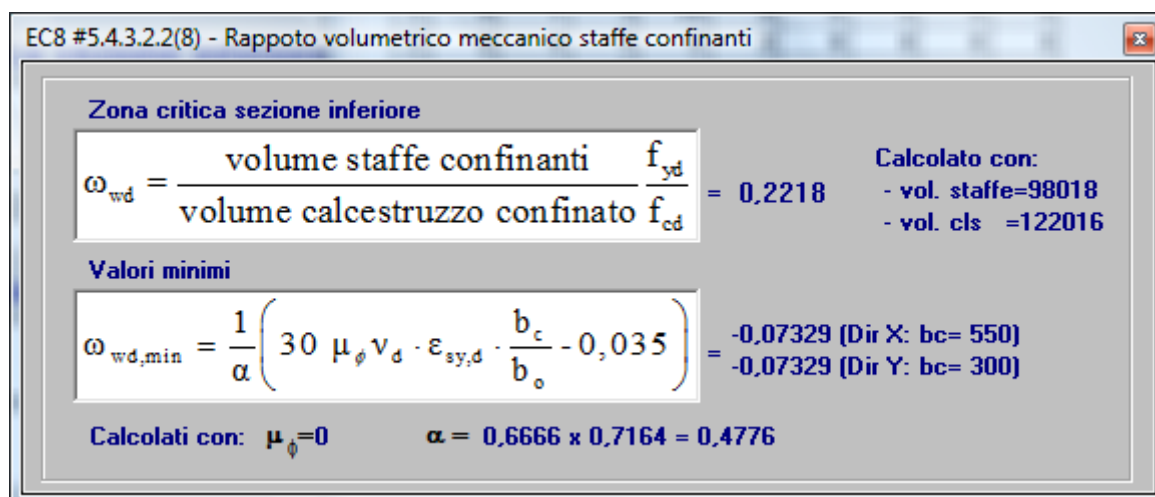 EC8 #5.4.3.2.2(8) - Rappoto volumetrico meccanico staffe confinanti
Zona critica sezione inferiore
ω_wd = volume staffe confinanti / volume calcestruzzo confinato f_yd / f_cd = 0,2218
Calcolato con:
- vol. staffe=98018
- vol. cls =122016
Valori minimi
ω_wd,min = 1/α ( 30 μ_ϕ ν_d · ε_sy,d · b_c / b_o - 0,035 ) =
-0,07329 (Dir X: bc= 550)
-0,07329 (Dir Y: bc= 300)
Calcolati con: μ_ϕ=0 α = 0,6666 x 0,7164 = 0,4776